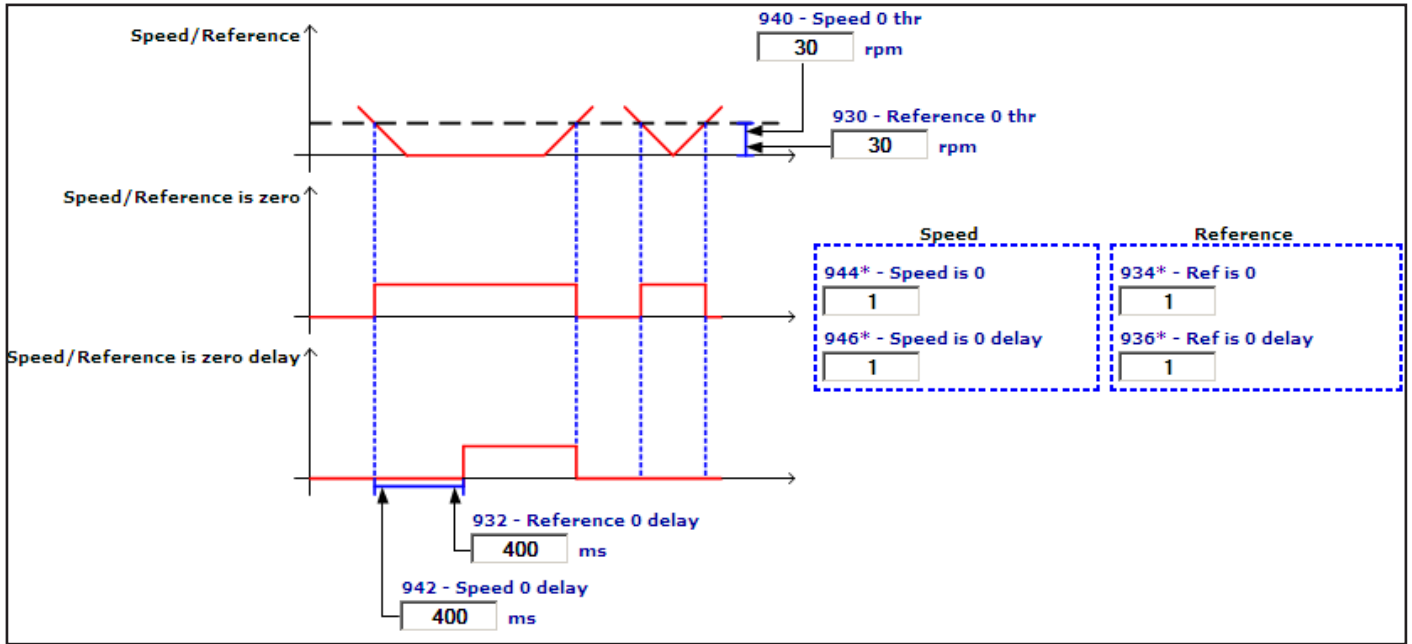 940 - Speed 0 thr
Speed/Reference
30 rpm
930 - Reference 0 thr
30 rpm
Speed/Reference is zero
Speed Reference
944* - Speed is 0 934* - Ref is 0
1 1
946* - Speed is 0 delay 936* - Ref is 0 delay
Speed/Reference is zero delay
1 1
932 - Reference 0 delay
400 ms
942 - Speed 0 delay
400 ms